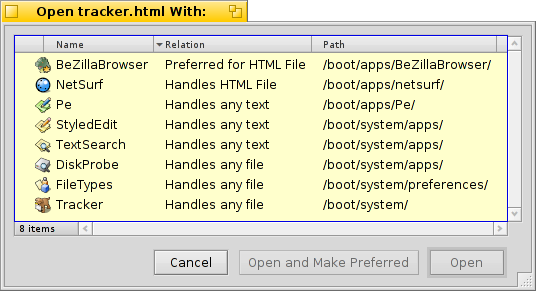 Open tracker.html With:
Name Relation Path
BeZillaBrowser Preferred for HTML File /boot/apps/BeZillaBrowser/
NetSurf Handles HTML File /boot/apps/netsurf/
Pe Handles any text /boot/apps/Pe/
StyledEdit Handles any text /boot/system/apps/
TextSearch Handles any text /boot/system/apps/
DiskProbe Handles any file /boot/system/apps/
FileTypes Handles any file /boot/system/preferences/
Tracker Handles any file /boot/system/
8 items
Cancel Open and Make Preferred Open